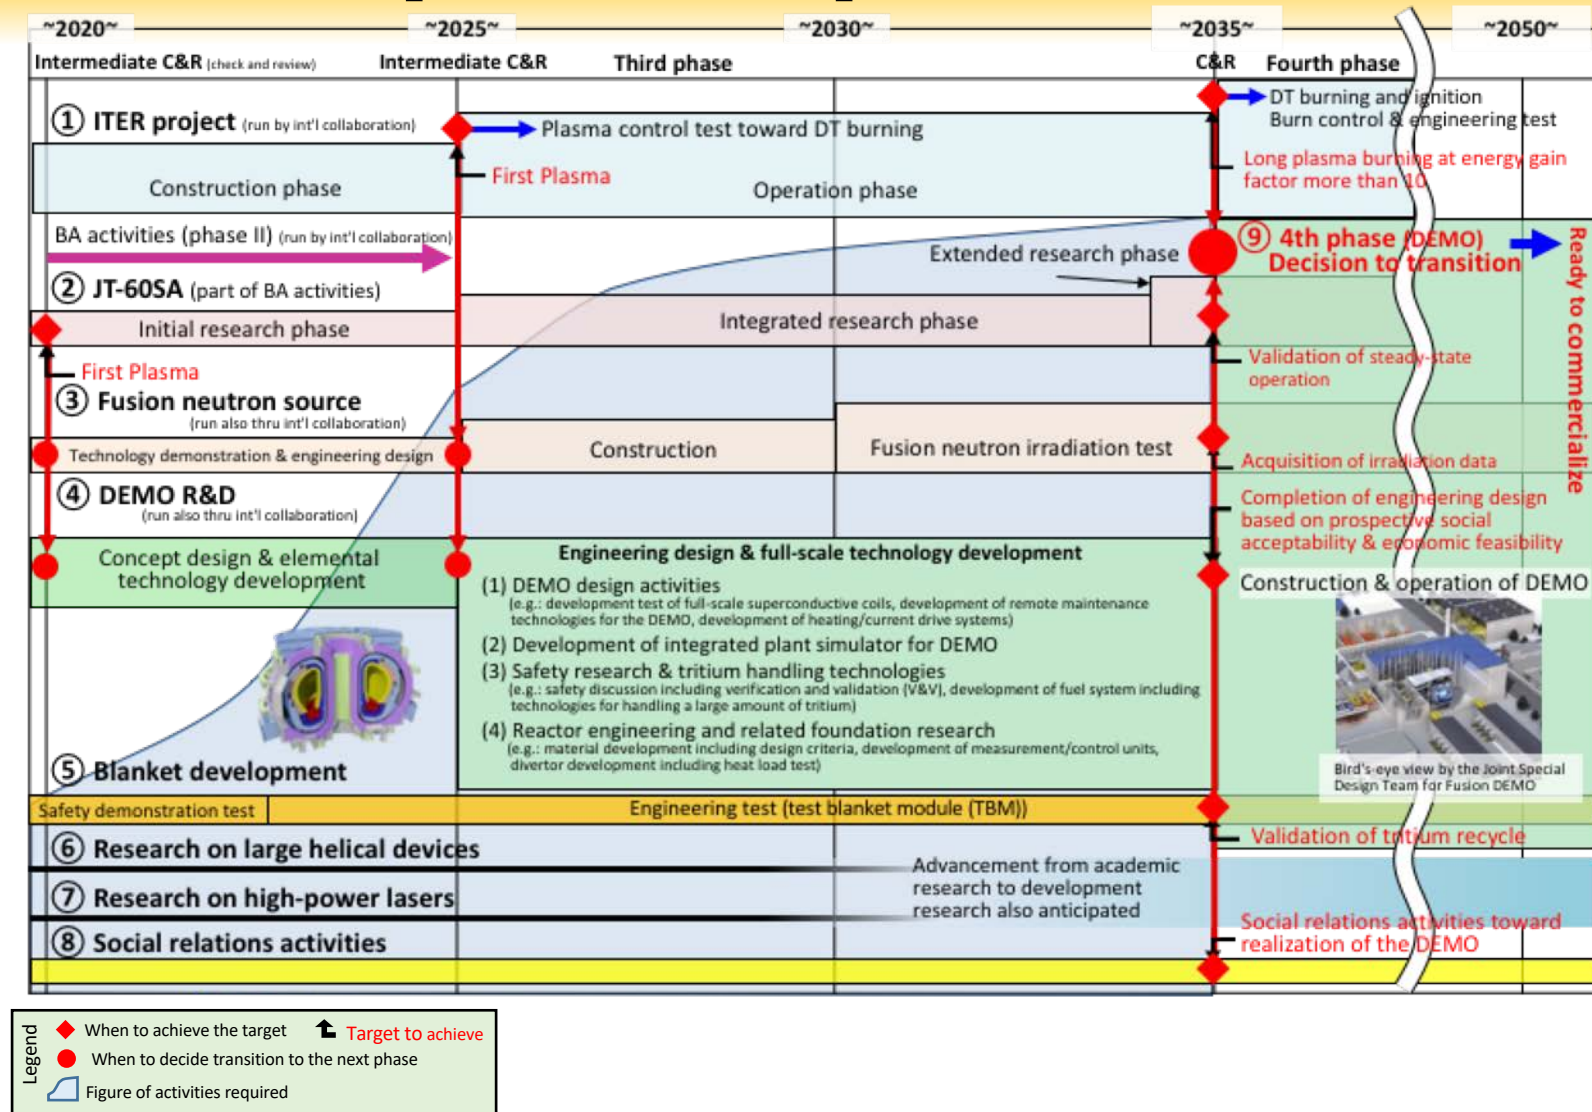 ~2020~ ~2025~ ~2030~ ~2035~ ~2050~
Intermediate C&R (check and review) Intermediate C&R Third phase C&R Fourth phase
① ITER project (run by int'l collaboration)
Plasma control test toward DT burning
DT burning and ignition
Burn control & engineering test
First Plasma
Long plasma burning at energy gain
factor more than 10
Construction phase
Operation phase
BA activities (phase II) (run by int'l collaboration)
Extended research phase
⑨ 4th phase (DEMO)
Decision to transition
Ready to commercialize
② JT-60SA (part of BA activities)
Initial research phase
Integrated research phase
First Plasma
Validation of steady-state
operation
③ Fusion neutron source
(run also thru int'l collaboration)
Technology demonstration & engineering design
Construction
Fusion neutron irradiation test
Acquisition of irradiation data
④ DEMO R&D
(run also thru int'l collaboration)
Completion of engineering design
based on prospective social
acceptability & economic feasibility
Concept design & elemental
technology development
Engineering design & full-scale technology development
(1) DEMO design activities
(e.g.: development test of full-scale superconductive coils, development of remote maintenance
technologies for the DEMO, development of heating/current drive systems)
(2) Development of integrated plant simulator for DEMO
(3) Safety research & tritium handling technologies
(e.g.: safety discussion including verification and validation (V&V), development of fuel system including
technologies for handling a large amount of tritium)
(4) Reactor engineering and related foundation research
(e.g.: material development including design criteria, development of measurement/control units,
divertor development including heat load test)
Construction & operation of DEMO
Bird's-eye view by the Joint Special
Design Team for Fusion DEMO
⑤ Blanket development
Safety demonstration test
Engineering test (test blanket module (TBM))
Validation of tritium recycle
⑥ Research on large helical devices
⑦ Research on high-power lasers
Advancement from academic
research to development
research also anticipated
⑧ Social relations activities
Social relations activities toward
realization of the DEMO
Legend
When to achieve the target
Target to achieve
When to decide transition to the next phase
Figure of activities required